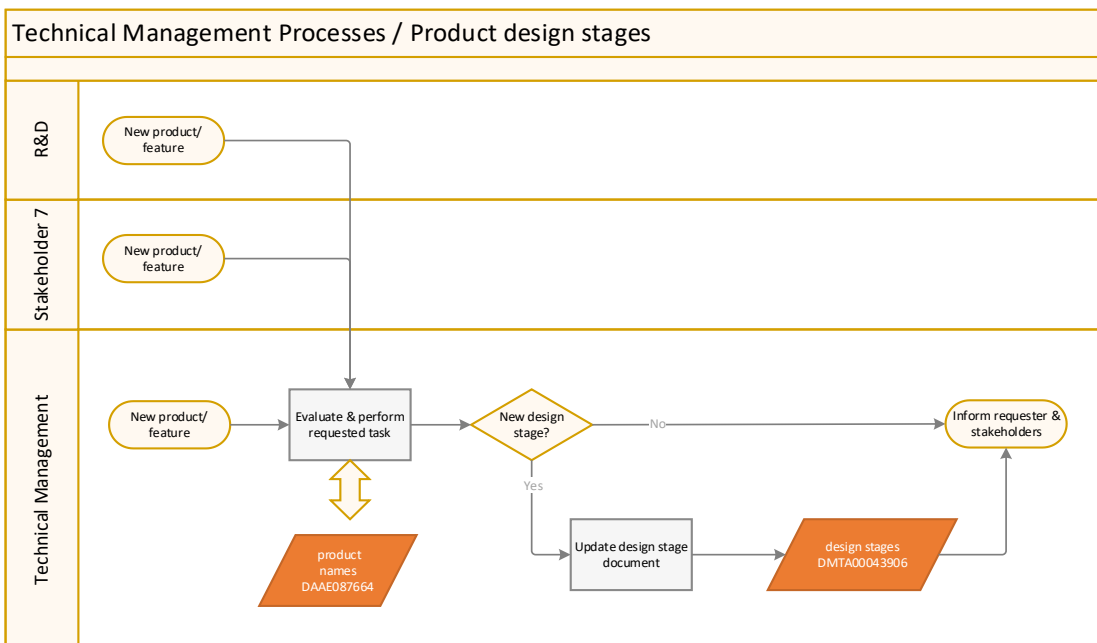 Technical Management Processes / Product design stages
R&D
New product/
feature
Stakeholder 7
New product/
feature
Technical Management
New product/
feature
Evaluate & perform
requested task
New design
stage?
No
Inform requester &
stakeholders
Yes
Update design stage
document
design stages
DMTA00043906
product
names
DAAE087664